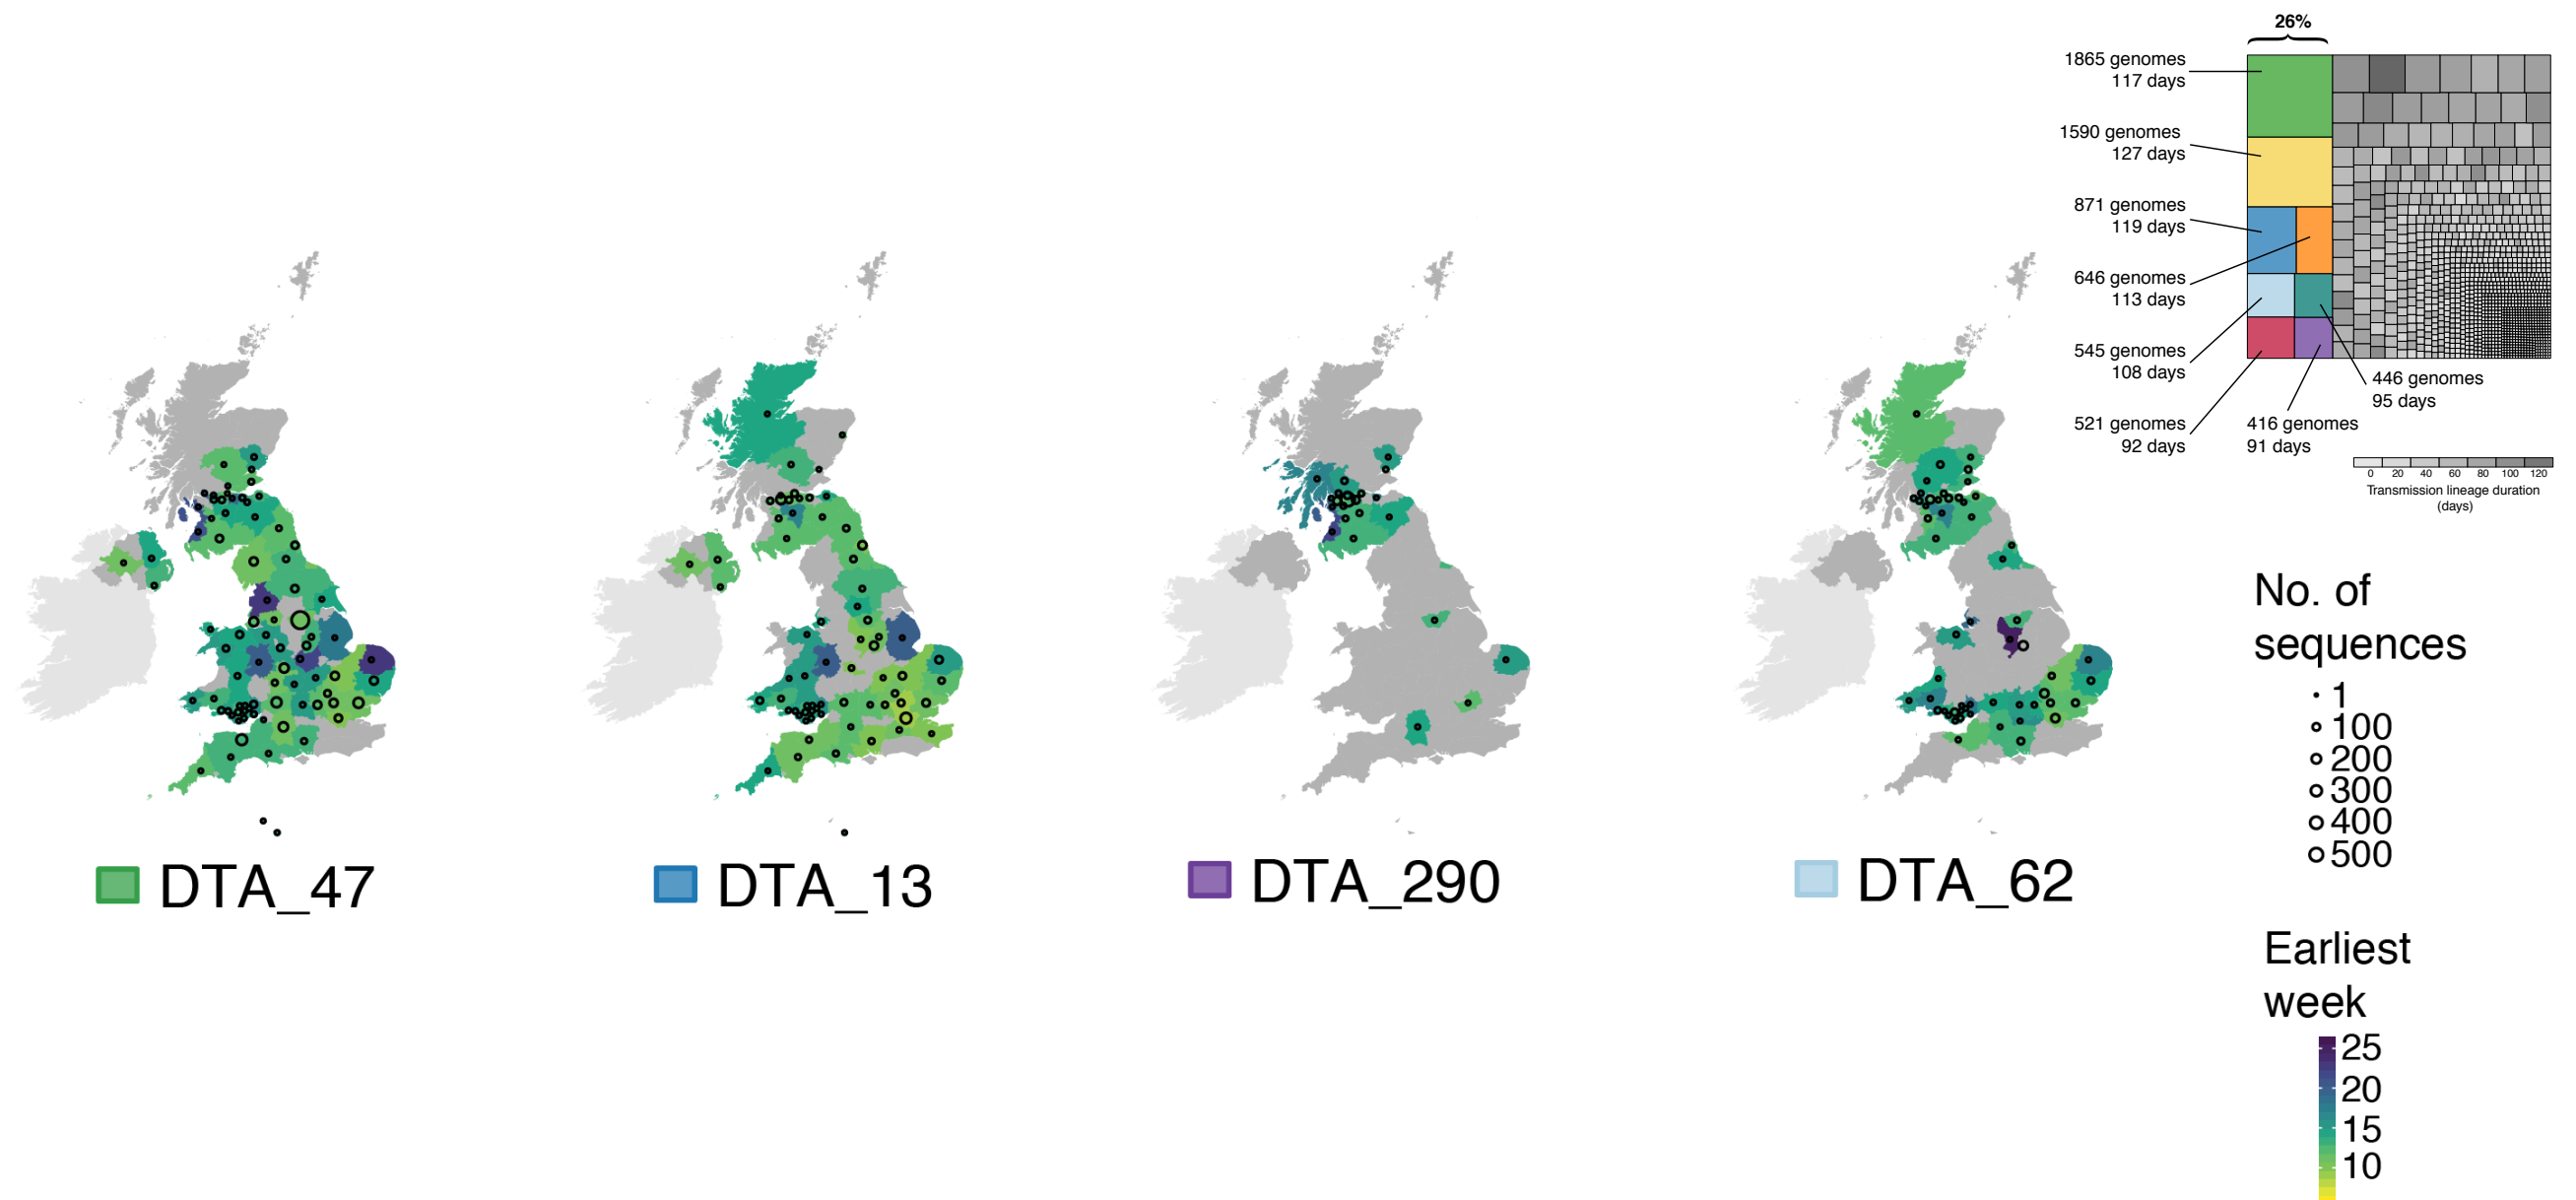 26%
1865 genomes
117 days
1590 genomes
127 days
871 genomes
119 days
646 genomes
113 days
545 genomes
108 days
521 genomes
92 days
446 genomes
95 days
416 genomes
91 days
0 20 40 60 80 100 120
Transmission lineage duration
(days)
No. of
sequences
1
100
200
300
400
500
Earliest
week
25
20
15
10
DTA_47
DTA_13
DTA_290
DTA_62